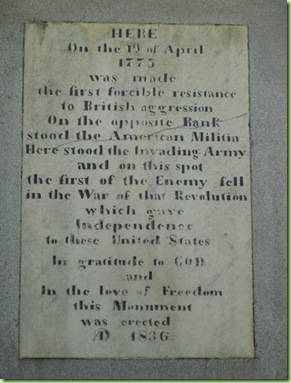 HERE
On the 19 of April
1775
was made
the first forcible resistance
to British aggression
On the opposite Bank
stood the American Militia
Here stood the Invading Army
and on this spot
the first of the Enemy fell
in the War of that Revolution
which gave
Independence
to these United States
In gratitude to GOD
and
In the love of Freedom
this Monument
was erected
AD 1836.